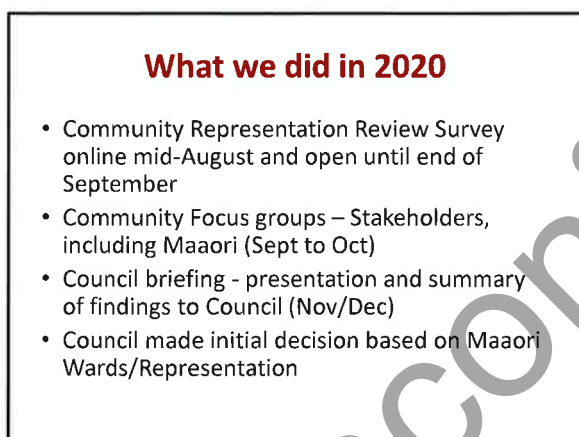 What we did in 2020
• Community Representation Review Survey
online mid-August and open until end of
September
• Community Focus groups – Stakeholders,
including Maaori (Sept to Oct)
• Council briefing - presentation and summary
of findings to Council (Nov/Dec)
• Council made initial decision based on Maaori
Wards/Representation